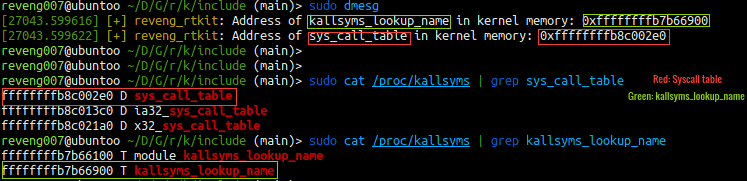 reveng007@ubuntoo ~/D/G/r/k/include (main)> sudo dmesg
[27043.599616] [+] reveng_rtkit: Address of kallsyms_lookup_name in kernel memory: 0xffffffffb7b66900
[27043.599622] [+] reveng_rtkit: Address of sys_call_table in kernel memory: 0xffffffffb8c002e0
reveng007@ubuntoo ~/D/G/r/k/include (main)>
reveng007@ubuntoo ~/D/G/r/k/include (main)>
reveng007@ubuntoo ~/D/G/r/k/include (main)> sudo cat /proc/kallsyms | grep sys_call_table
Red: Syscall table
ffffffffb8c002e0 D sys_call_table
Green: kallsyms_lookup_name
ffffffffb8c013c0 D ia32_sys_call_table
ffffffffb8c021a0 D x32_sys_call_table
reveng007@ubuntoo ~/D/G/r/k/include (main)> sudo cat /proc/kallsyms | grep kallsyms_lookup_name
ffffffffb7b66100 T module_kallsyms_lookup_name
ffffffffb7b66900 T kallsyms_lookup_name